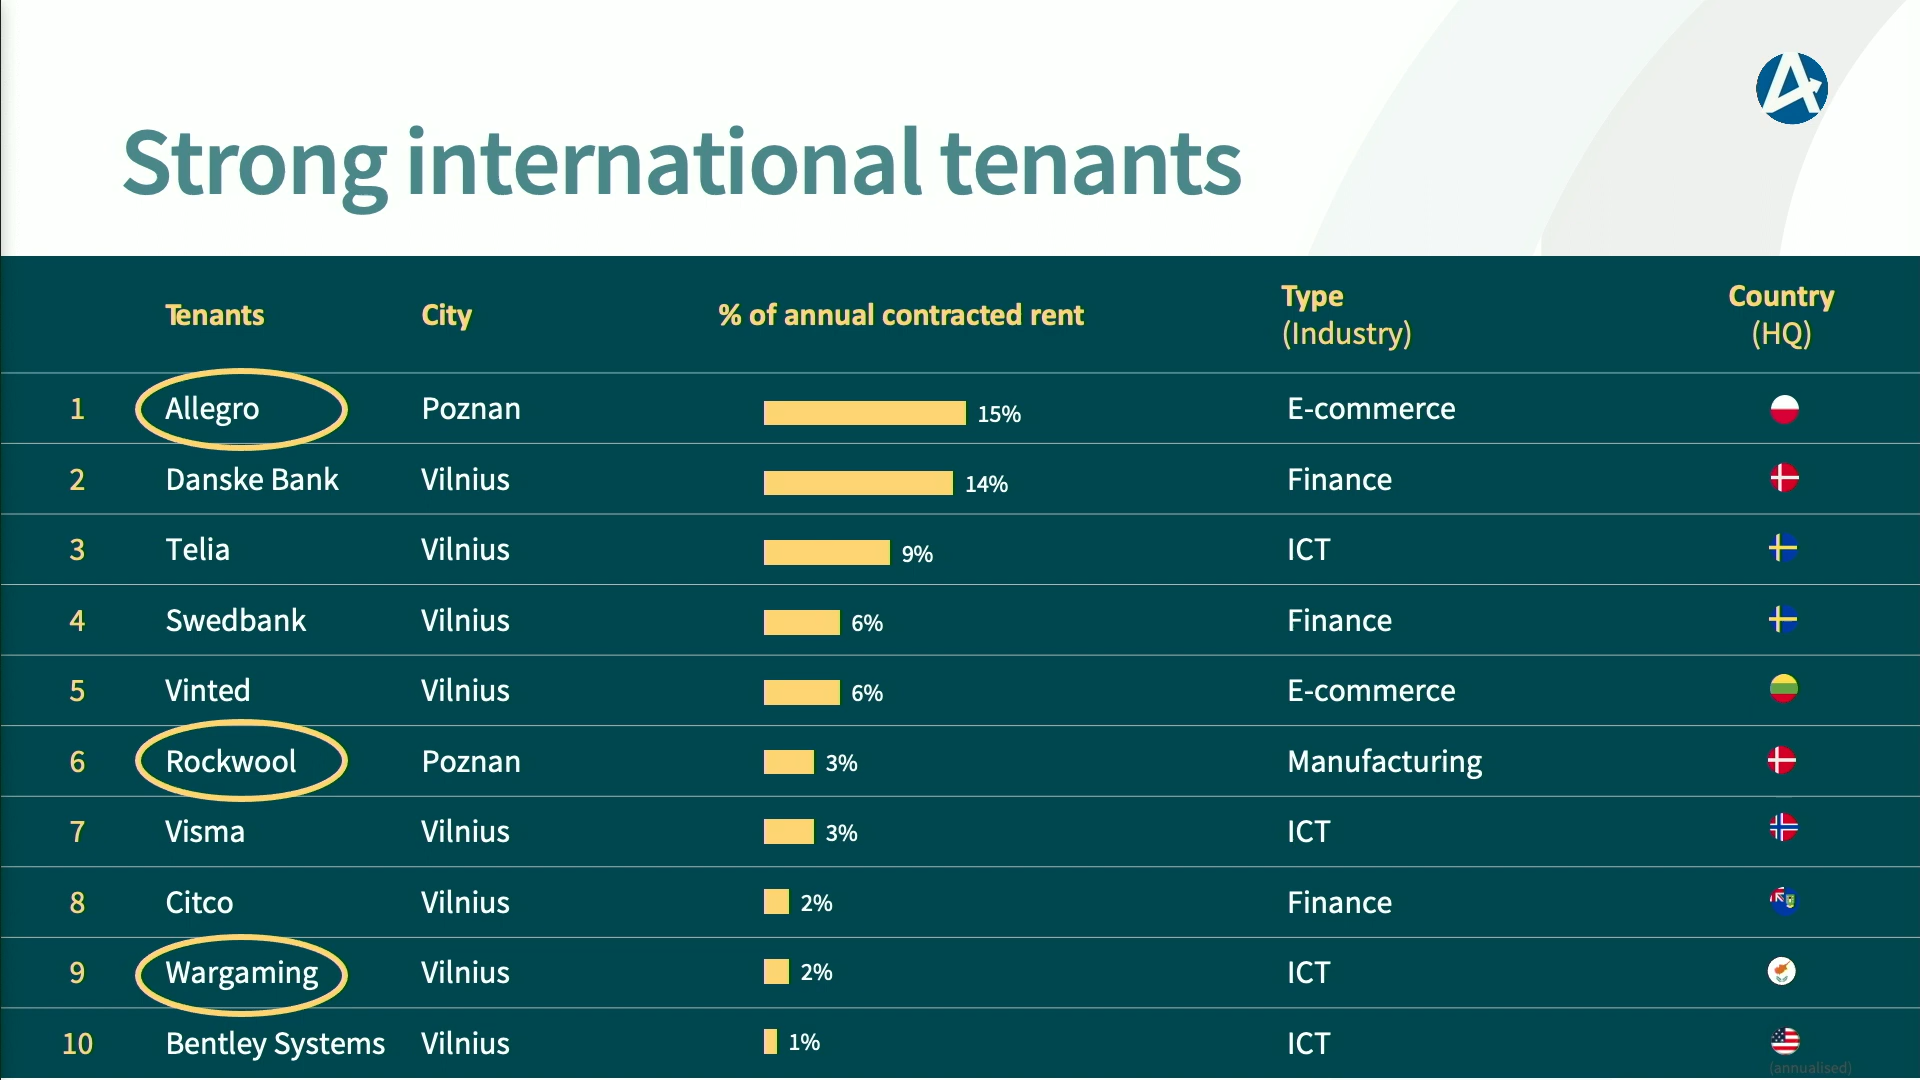 Strong international tenants
Tenants City % of annual contracted rent Type (Industry) Country (HQ)
1 Allegro Poznan 15% E-commerce
2 Danske Bank Vilnius 14% Finance
3 Telia Vilnius 9% ICT
4 Swedbank Vilnius 6% Finance
5 Vinted Vilnius 6% E-commerce
6 Rockwool Poznan 3% Manufacturing
7 Visma Vilnius 3% ICT
8 Citco Vilnius 2% Finance
9 Wargaming Vilnius 2% ICT
10 Bentley Systems Vilnius 1% ICT
(annualised)